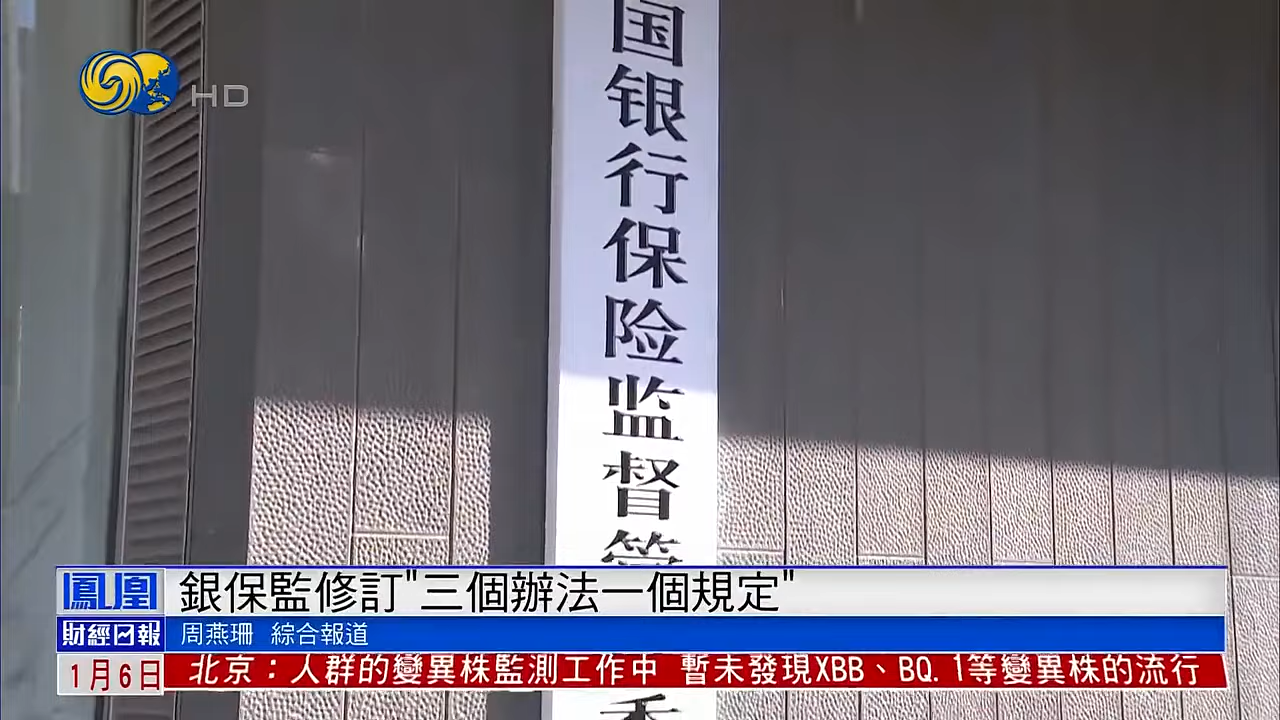 国银行保险监督管
委
HD
鳳凰
財經日報
銀保監修訂"三個辦法一個規定"
周燕珊 綜合報道
1月6日
北京：人群的變異株監測工作中 暫未發現XBB、BQ.1等變異株的流行